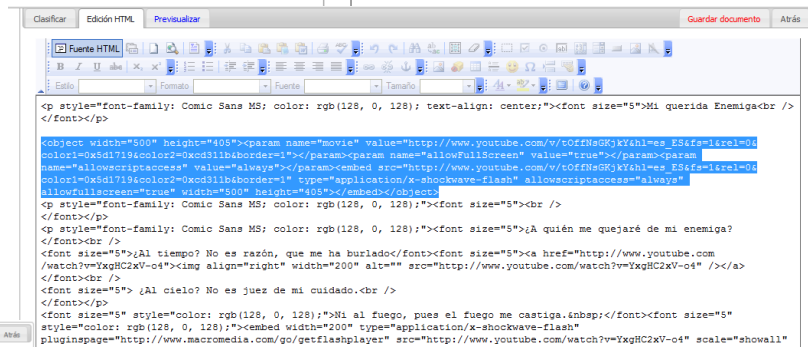 Clasificar Edición HTML Previsualizar Guardar documento Atrás
Fuente HTML
Estilo Formato Fuente Tamaño
<p style="font-family: Comic Sans MS; color: rgb(128, 0, 128); text-align: center;"><font size="5">Mi querida Enemiga<br />
</font></p>
<object width="500" height="405"><param name="movie" value="http://www.youtube.com/v/tOffNsGKjkY&hl=es_ES&fs=1&rel=0&
color1=0x5d1719&color2=0xcd311b&border=1"></param><param name="allowFullScreen" value="true"></param><param
name="allowscriptaccess" value="always"></param><embed src="http://www.youtube.com/v/tOffNsGKjkY&hl=es_ES&fs=1&rel=0&
color1=0x5d1719&color2=0xcd311b&border=1" type="application/x-shockwave-flash" allowscriptaccess="always"
allowfullscreen="true" width="500" height="405"></embed></object>
<p style="font-family: Comic Sans MS; color: rgb(128, 0, 128);"><font size="5"><br />
</font></p>
<p style="font-family: Comic Sans MS; color: rgb(128, 0, 128);"><font size="5">¿A quién me quejaré de mi enemiga?
</font><br />
<font size="5">¿Al tiempo? No es razón, que me ha burlado</font><font size="5"><a href="http://www.youtube.com
/watch?v=YxgHC2xV-o4"><img align="right" width="200" alt="" src="http://www.youtube.com/watch?v=YxgHC2xV-o4" /></a>
</font><br />
<font size="5"> ¿Al cielo? No es juez de mi cuidado.<br />
</font></p>
<font size="5" style="color: rgb(128, 0, 128);">Ni al fuego, pues el fuego me castiga.&nbsp;</font><font size="5"
style="color: rgb(128, 0, 128);"><embed width="200" type="application/x-shockwave-flash"
pluginspage="http://www.macromedia.com/go/getflashplayer" src="http://www.youtube.com/watch?v=YxgHC2xV-o4" scale="showall"
Atrás